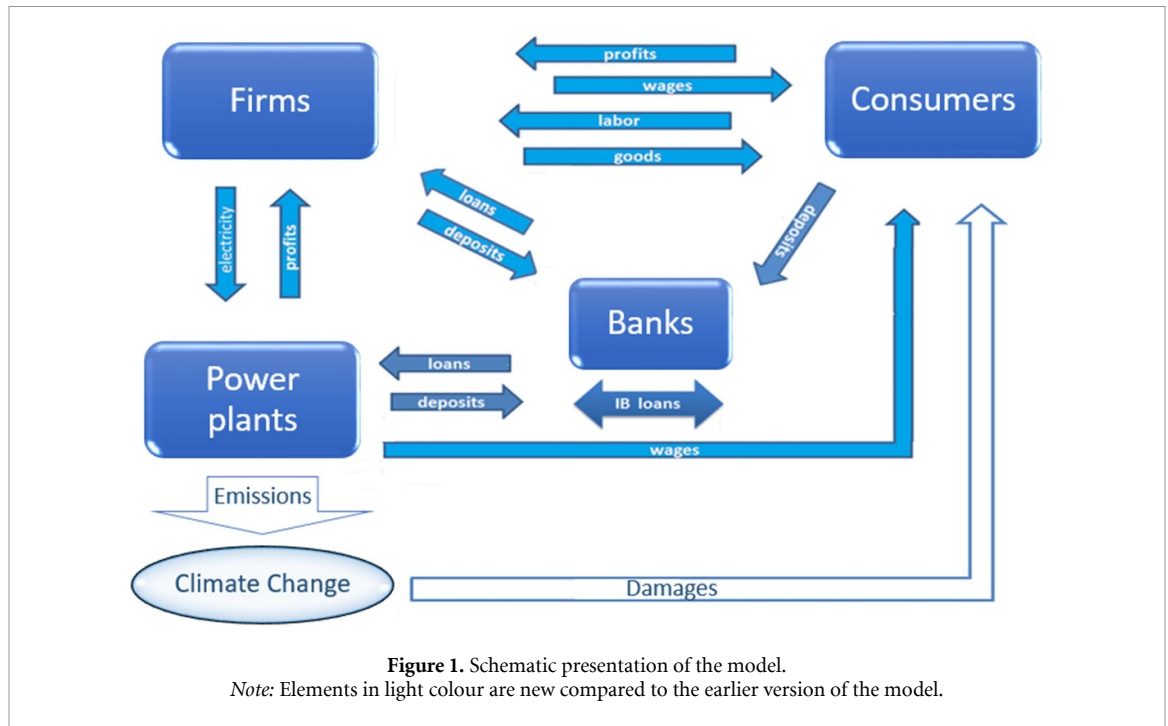 profits
Firms
Consumers
wages
labor
goods
loans
deposits
deposits
electricity
profits
Banks
Power
plants
loans
deposits
IB loans
wages
Emissions
Climate Change
Damages
Figure 1. Schematic presentation of the model.
Note: Elements in light colour are new compared to the earlier version of the model.